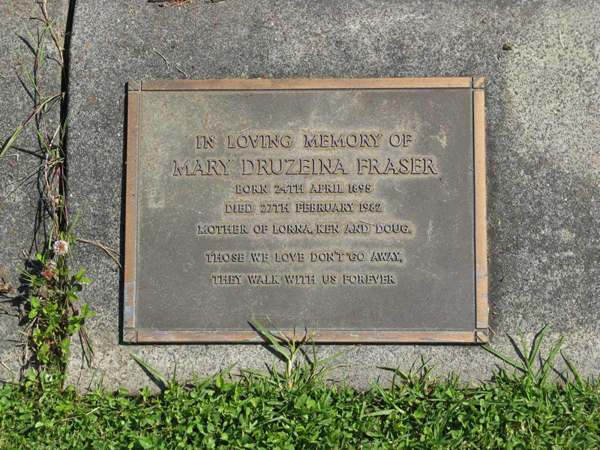 IN LOVING MEMORY OF
MARY DRUZEINA FRASER
BORN 24TH APRIL 1895
DIED 27TH FEBRUARY 1982
MOTHER OF LORNA, KEN AND DOUG.
THOSE WE LOVE DON'T GO AWAY,
THEY WALK WITH US FOREVER